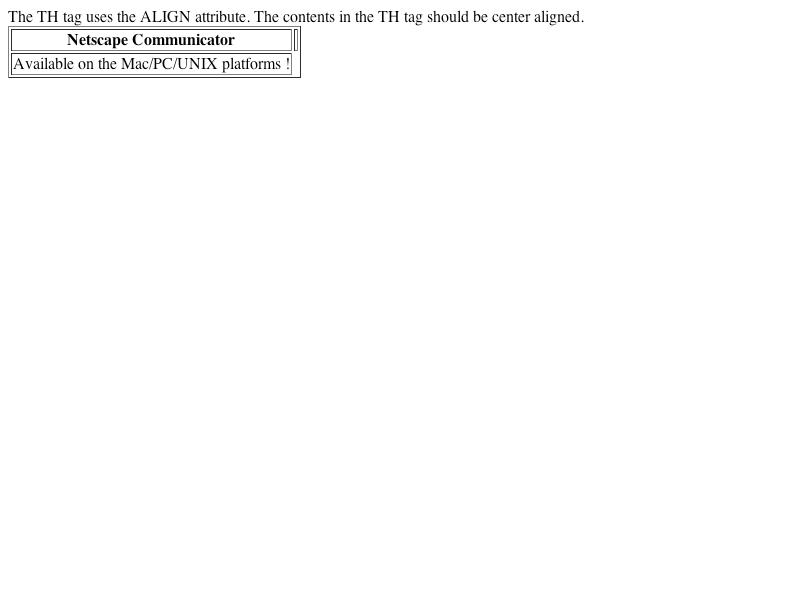 The TH tag uses the ALIGN attribute. The contents in the TH tag should be center aligned.
Netscape Communicator
Available on the Mac/PC/UNIX platforms !